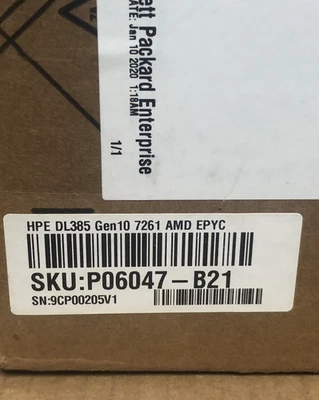 ett Packard Enterprise
ATE: Jan 10 2020 1:18AM
1/1
HPE DL385 Gen10 7261 AMD EPYC
SKU:P06047-B21
SN:9CP00205V1